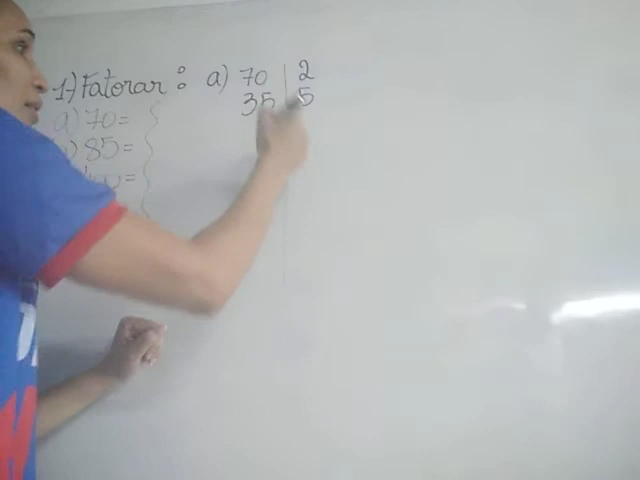 1) Fatorar:
a) 70 =
85 =
=
a) 70 | 2
35 | 5